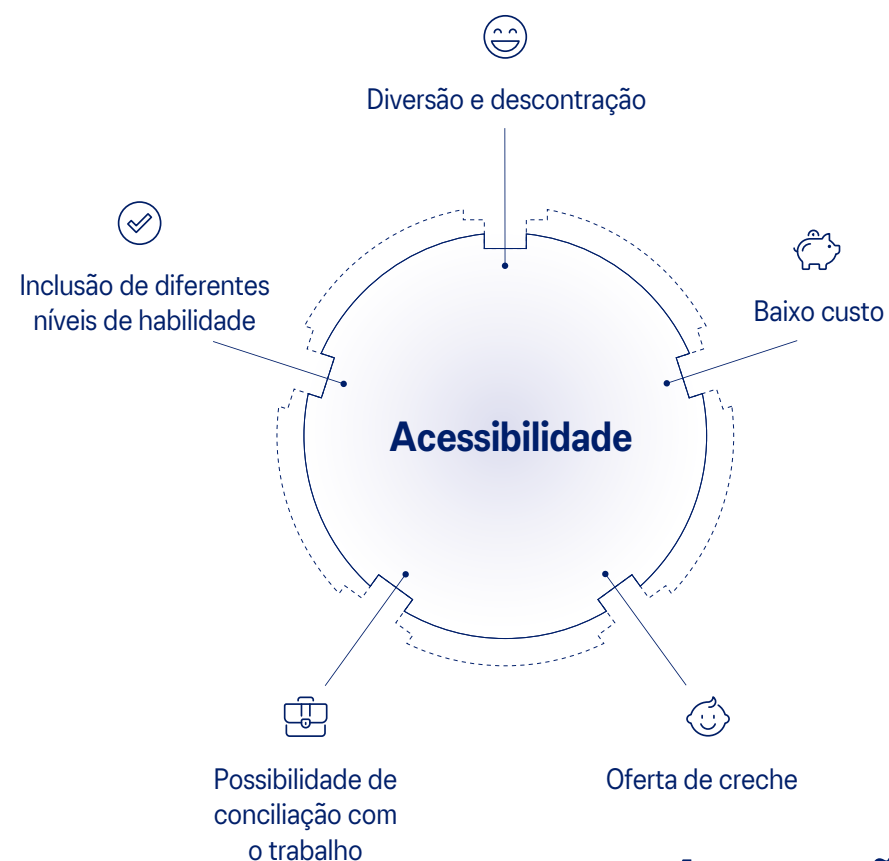 Diversão e descontração
Inclusão de diferentes
níveis de habilidade
Baixo custo
Acessibilidade
Possibilidade de
conciliação com
o trabalho
Oferta de creche